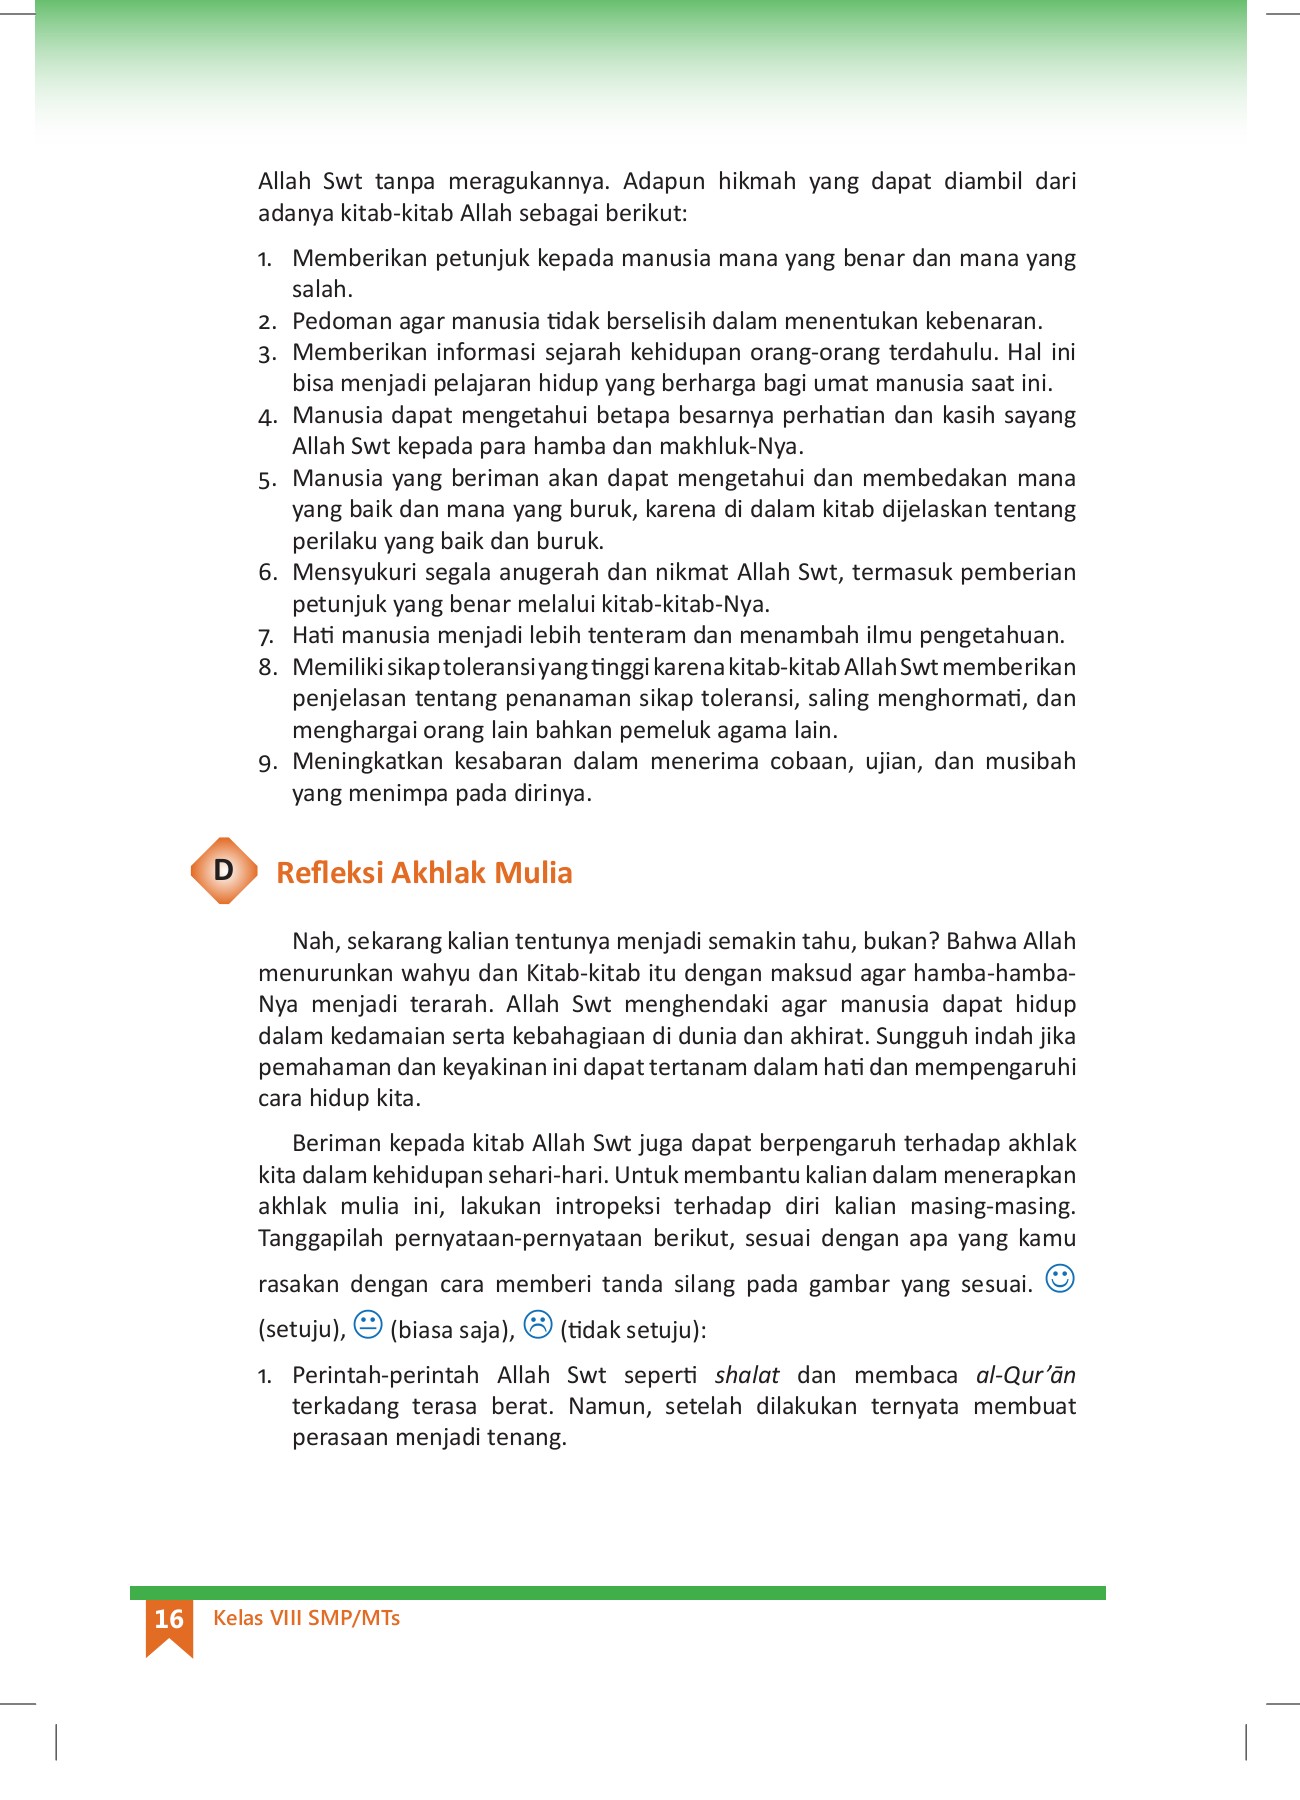 Allah Swt tanpa meragukannya. Adapun hikmah yang dapat diambil dari
adanya kitab-kitab Allah sebagai berikut:
1. Memberikan petunjuk kepada manusia mana yang benar dan mana yang
salah.
2. Pedoman agar manusia tidak berselisih dalam menentukan kebenaran.
3. Memberikan informasi sejarah kehidupan orang-orang terdahulu. Hal ini
bisa menjadi pelajaran hidup yang berharga bagi umat manusia saat ini.
4. Manusia dapat mengetahui betapa besarnya perhatian dan kasih sayang
Allah Swt kepada para hamba dan makhluk-Nya.
5. Manusia yang beriman akan dapat mengetahui dan membedakan mana
yang baik dan mana yang buruk, karena di dalam kitab dijelaskan tentang
perilaku yang baik dan buruk.
6. Mensyukuri segala anugerah dan nikmat Allah Swt, termasuk pemberian
petunjuk yang benar melalui kitab-kitab-Nya.
7. Hati manusia menjadi lebih tenteram dan menambah ilmu pengetahuan.
8. Memiliki sikap toleransi yang tinggi karena kitab-kitab Allah Swt memberikan
penjelasan tentang penanaman sikap toleransi, saling menghormati, dan
menghargai orang lain bahkan pemeluk agama lain.
9. Meningkatkan kesabaran dalam menerima cobaan, ujian, dan musibah
yang menimpa pada dirinya.
D Refleksi Akhlak Mulia
Nah, sekarang kalian tentunya menjadi semakin tahu, bukan? Bahwa Allah
menurunkan wahyu dan Kitab-kitab itu dengan maksud agar hamba-hamba-
Nya menjadi terarah. Allah Swt menghendaki agar manusia dapat hidup
dalam kedamaian serta kebahagiaan di dunia dan akhirat. Sungguh indah jika
pemahaman dan keyakinan ini dapat tertanam dalam hati dan mempengaruhi
cara hidup kita.
Beriman kepada kitab Allah Swt juga dapat berpengaruh terhadap akhlak
kita dalam kehidupan sehari-hari. Untuk membantu kalian dalam menerapkan
akhlak mulia ini, lakukan intropeksi terhadap diri kalian masing-masing.
Tanggapilah pernyataan-pernyataan berikut, sesuai dengan apa yang kamu
rasakan dengan cara memberi tanda silang pada gambar yang sesuai.
(setuju), (biasa saja), (tidak setuju):
1. Perintah-perintah Allah Swt seperti shalat dan membaca al-Qur’ān
terkadang terasa berat. Namun, setelah dilakukan ternyata membuat
perasaan menjadi tenang.
16 Kelas VIII SMP/MTs